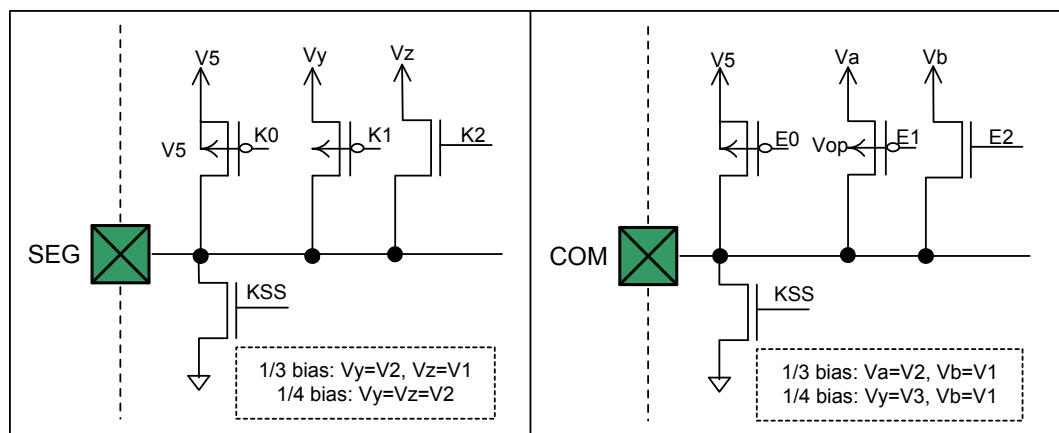 V5
Vy
Vz
K0
K1
K2
V5
SEG
KSS
1/3 bias: Vy=V2, Vz=V1
1/4 bias: Vy=Vz=V2
V5
Va
Vb
E0
Vop
E1
E2
COM
KSS
1/3 bias: Va=V2, Vb=V1
1/4 bias: Vy=V3, Vb=V1